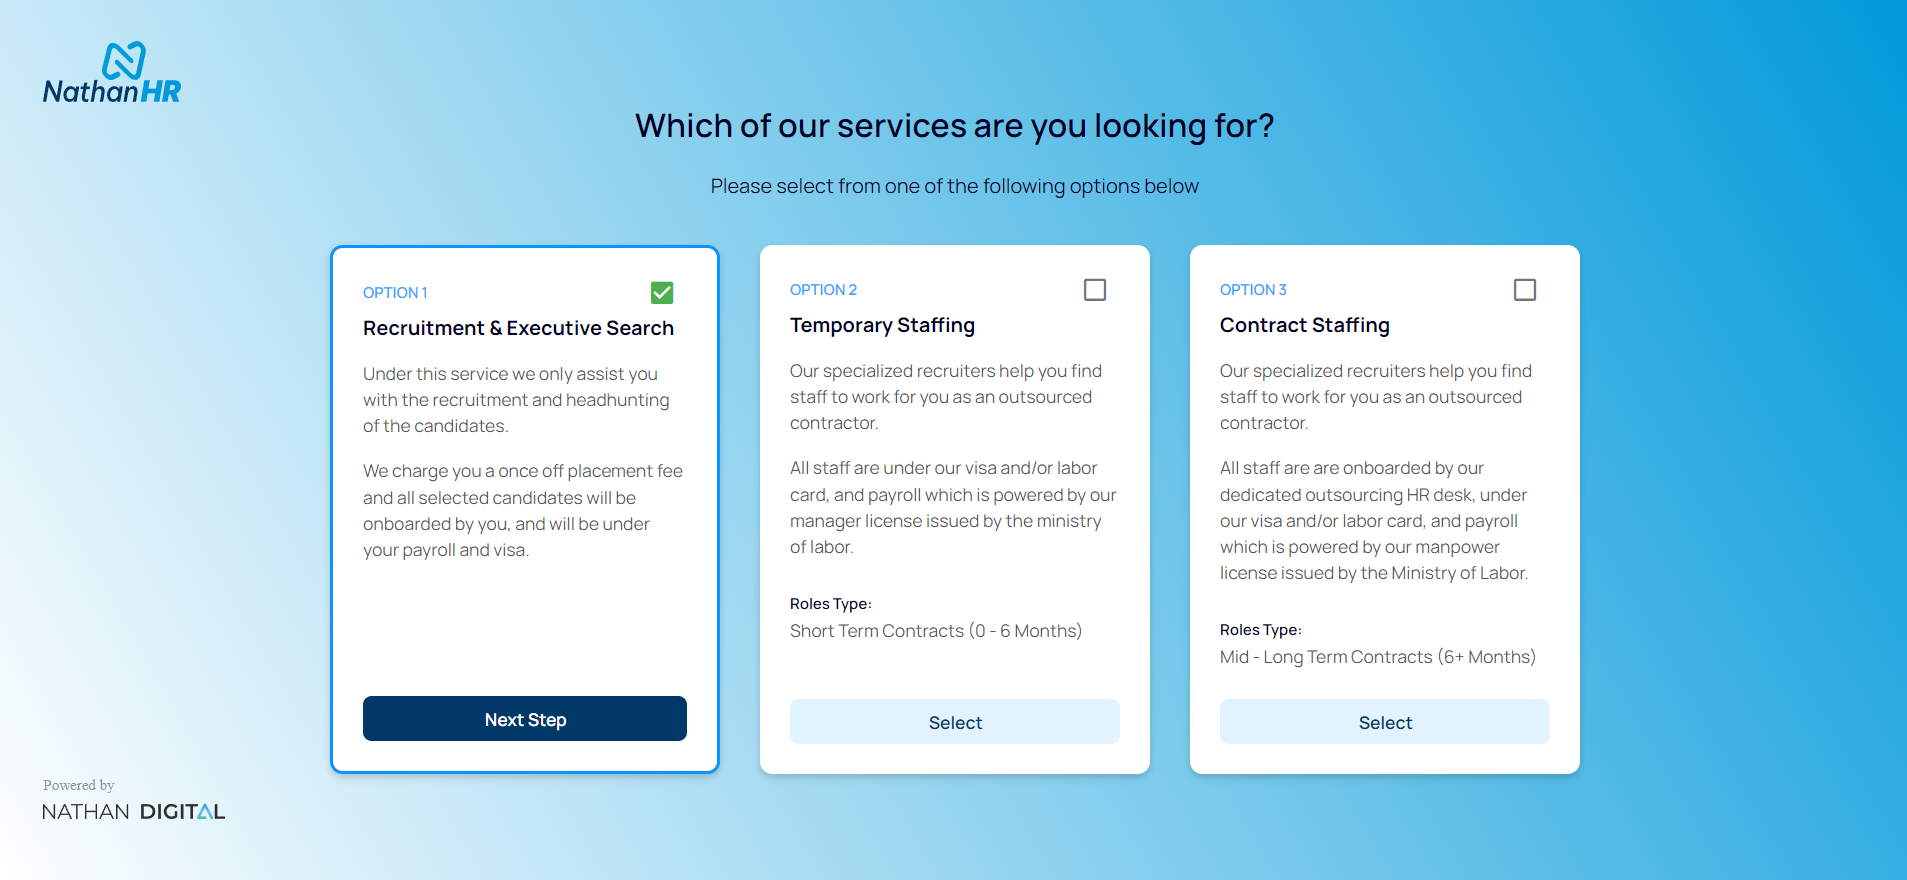 NathanHR
Which of our services are you looking for?
Please select from one of the following options below
OPTION 1
Recruitment & Executive Search
Under this service we only assist you
with the recruitment and headhunting
of the candidates.
We charge you a once off placement fee
and all selected candidates will be
onboarded by you, and will be under
your payroll and visa.
Next Step
OPTION 2
Temporary Staffing
Our specialized recruiters help you find
staff to work for you as an outsourced
contractor.
All staff are under our visa and/or labor
card, and payroll which is powered by our
manager license issued by the ministry
of labor.
Roles Type:
Short Term Contracts (0 - 6 Months)
Select
OPTION 3
Contract Staffing
Our specialized recruiters help you find
staff to work for you as an outsourced
contractor.
All staff are are onboarded by our
dedicated outsourcing HR desk, under
our visa and/or labor card, and payroll
which is powered by our manpower
license issued by the Ministry of Labor.
Roles Type:
Mid - Long Term Contracts (6+ Months)
Select
Powered by
NATHAN DIGITAL